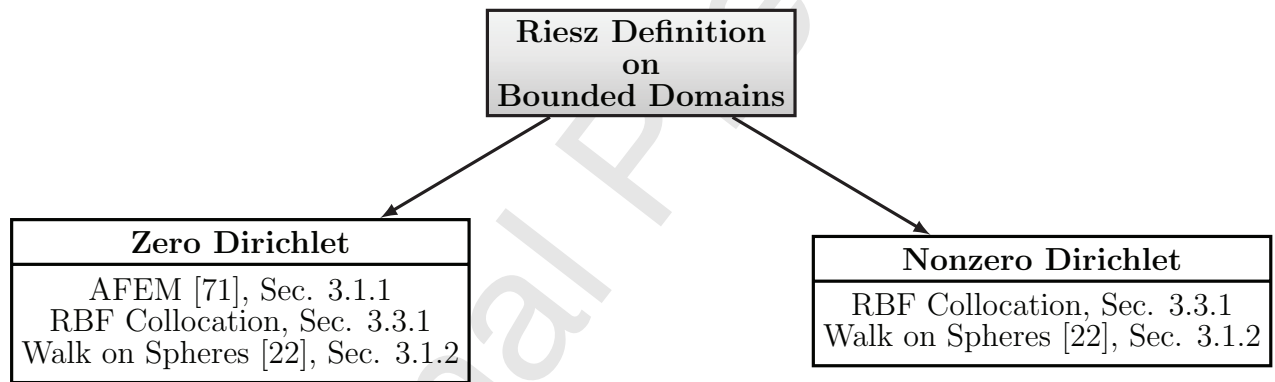 Riesz Definition
on
Bounded Domains
Zero Dirichlet
AFEM [71], Sec. 3.1.1
RBF Collocation, Sec. 3.3.1
Walk on Spheres [22], Sec. 3.1.2
Nonzero Dirichlet
RBF Collocation, Sec. 3.3.1
Walk on Spheres [22], Sec. 3.1.2